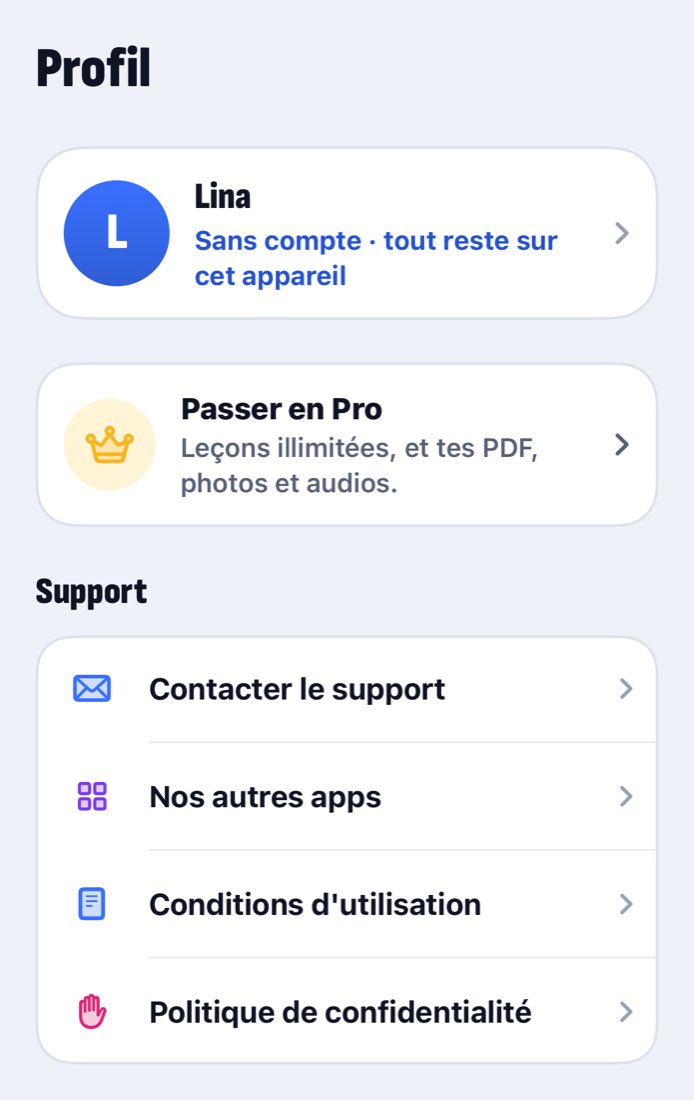 Profil
L
Lina
Sans compte · tout reste sur
cet appareil
Passer en Pro
Leçons illimitées, et tes PDF,
photos et audios.
Support
Contacter le support
Nos autres apps
Conditions d'utilisation
Politique de confidentialité